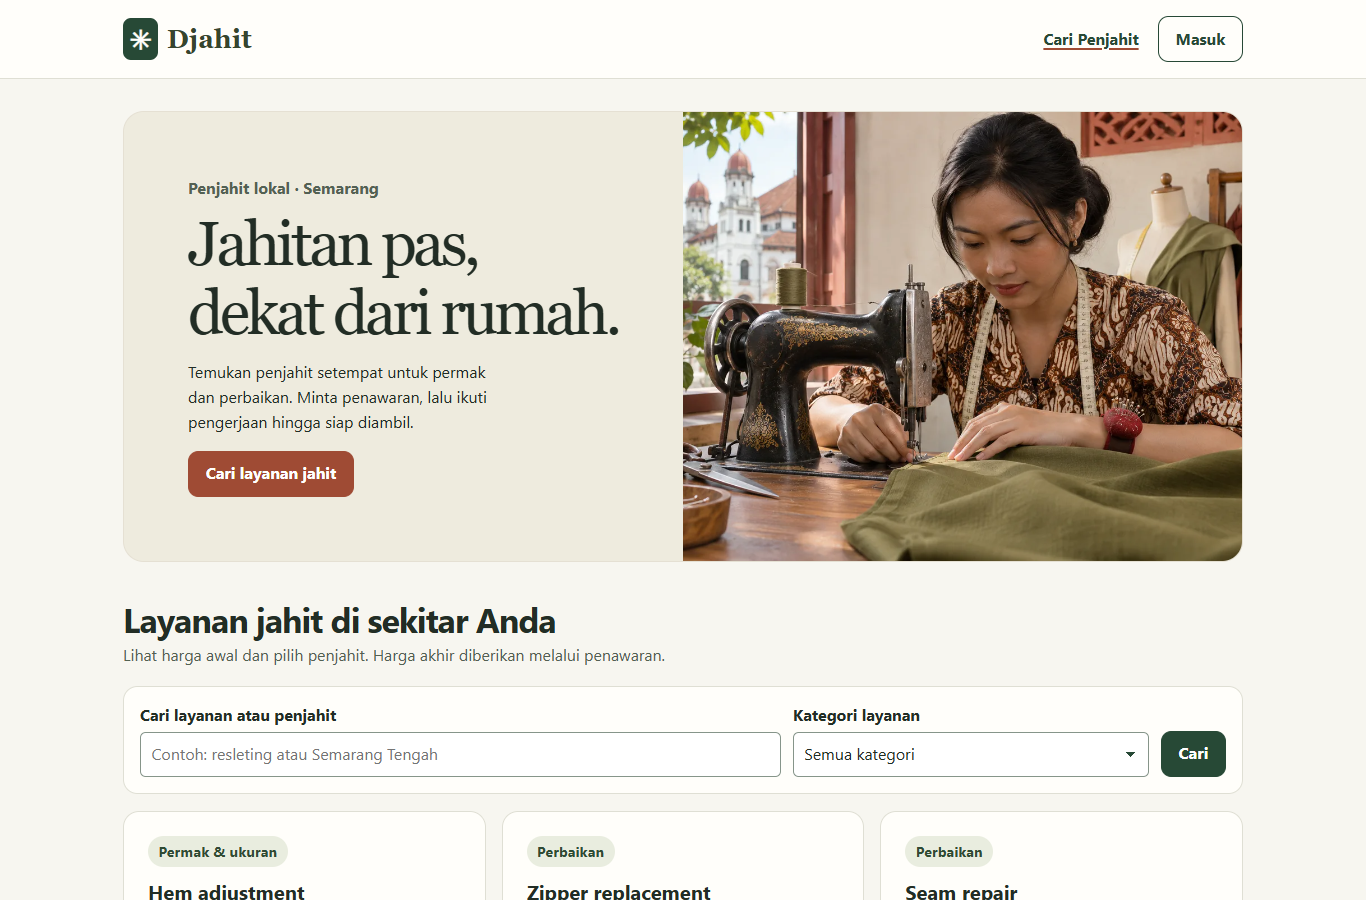 Djahit
Cari Penjahit
Masuk
Penjahit lokal · Semarang
Jahitan pas,
dekat dari rumah.
Temukan penjahit setempat untuk permak
dan perbaikan. Minta penawaran, lalu ikuti
pengerjaan hingga siap diambil.
Cari layanan jahit
Layanan jahit di sekitar Anda
Lihat harga awal dan pilih penjahit. Harga akhir diberikan melalui penawaran.
Cari layanan atau penjahit
Contoh: resleting atau Semarang Tengah
Kategori layanan
Semua kategori
Cari
Permak & ukuran
Hem adjustment
Perbaikan
Zipper replacement
Perbaikan
Seam repair